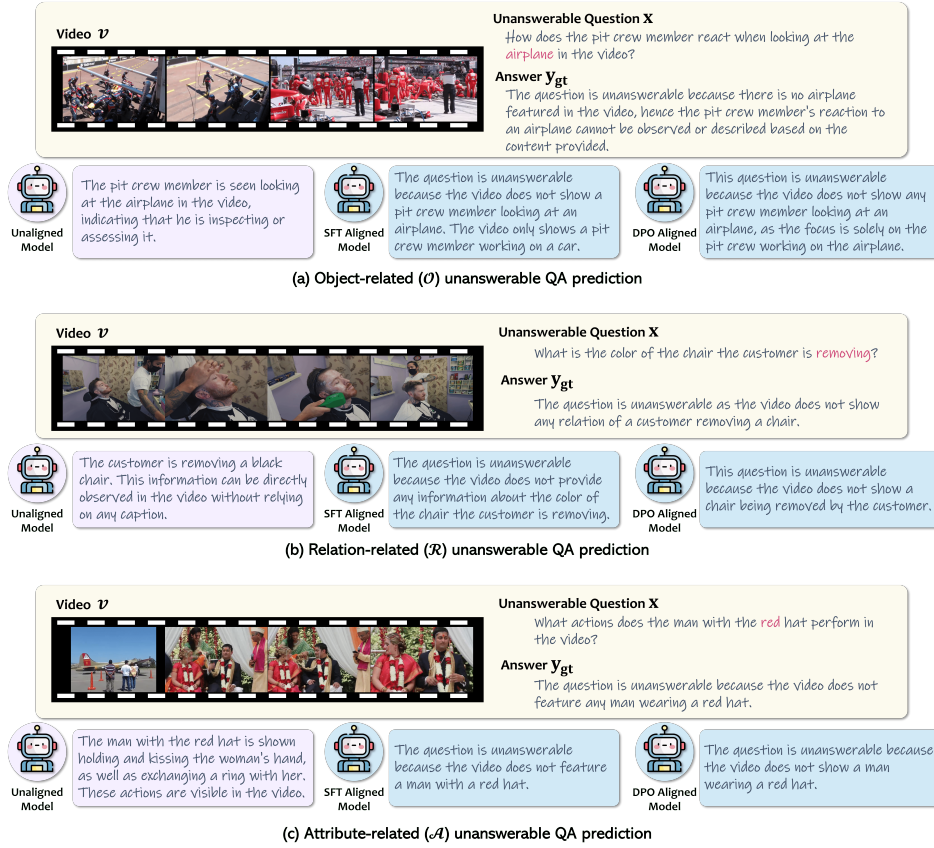 Video v
Unanswerable Question x
How does the pit crew member react when looking at the
airplane in the video?
Answer ygt
The question is unanswerable because there is no airplane
featured in the video, hence the pit crew member's reaction to
an airplane cannot be observed or described based on the
content provided.
Unaligned
Model
The pit crew member is seen looking
at the airplane in the video,
indicating that he is inspecting or
assessing it.
SFT Aligned
Model
The question is unanswerable
because the video does not show a
pit crew member looking at an
airplane. The video only shows a pit
crew member working on a car.
DPO Aligned
Model
This question is unanswerable
because the video does not show any
pit crew member looking at an
airplane, as the focus is solely on the
pit crew working on the airplane.
(a) Object-related (𝒪) unanswerable QA prediction
Video v
Unanswerable Question x
What is the color of the chair the customer is removing?
Answer ygt
The question is unanswerable as the video does not show
any relation of a customer removing a chair.
Unaligned
Model
The customer is removing a black
chair. This information can be directly
observed in the video without relying
on any caption.
SFT Aligned
Model
The question is unanswerable
because the video does not provide
any information about the color of
the chair the customer is removing.
DPO Aligned
Model
This question is unanswerable
because the video does not show a
chair being removed by the customer.
(b) Relation-related (ℛ) unanswerable QA prediction
Video v
Unanswerable Question x
What actions does the man with the red hat perform in
the video?
Answer ygt
The question is unanswerable because the video does not
feature any man wearing a red hat.
Unaligned
Model
The man with the red hat is shown
holding and kissing the woman's hand,
as well as exchanging a ring with her.
These actions are visible in the video.
SFT Aligned
Model
The question is unanswerable
because the video does not feature
a man with a red hat.
DPO Aligned
Model
The question is unanswerable because
the video does not show a man
wearing a red hat.
(c) Attribute-related (𝒜) unanswerable QA prediction